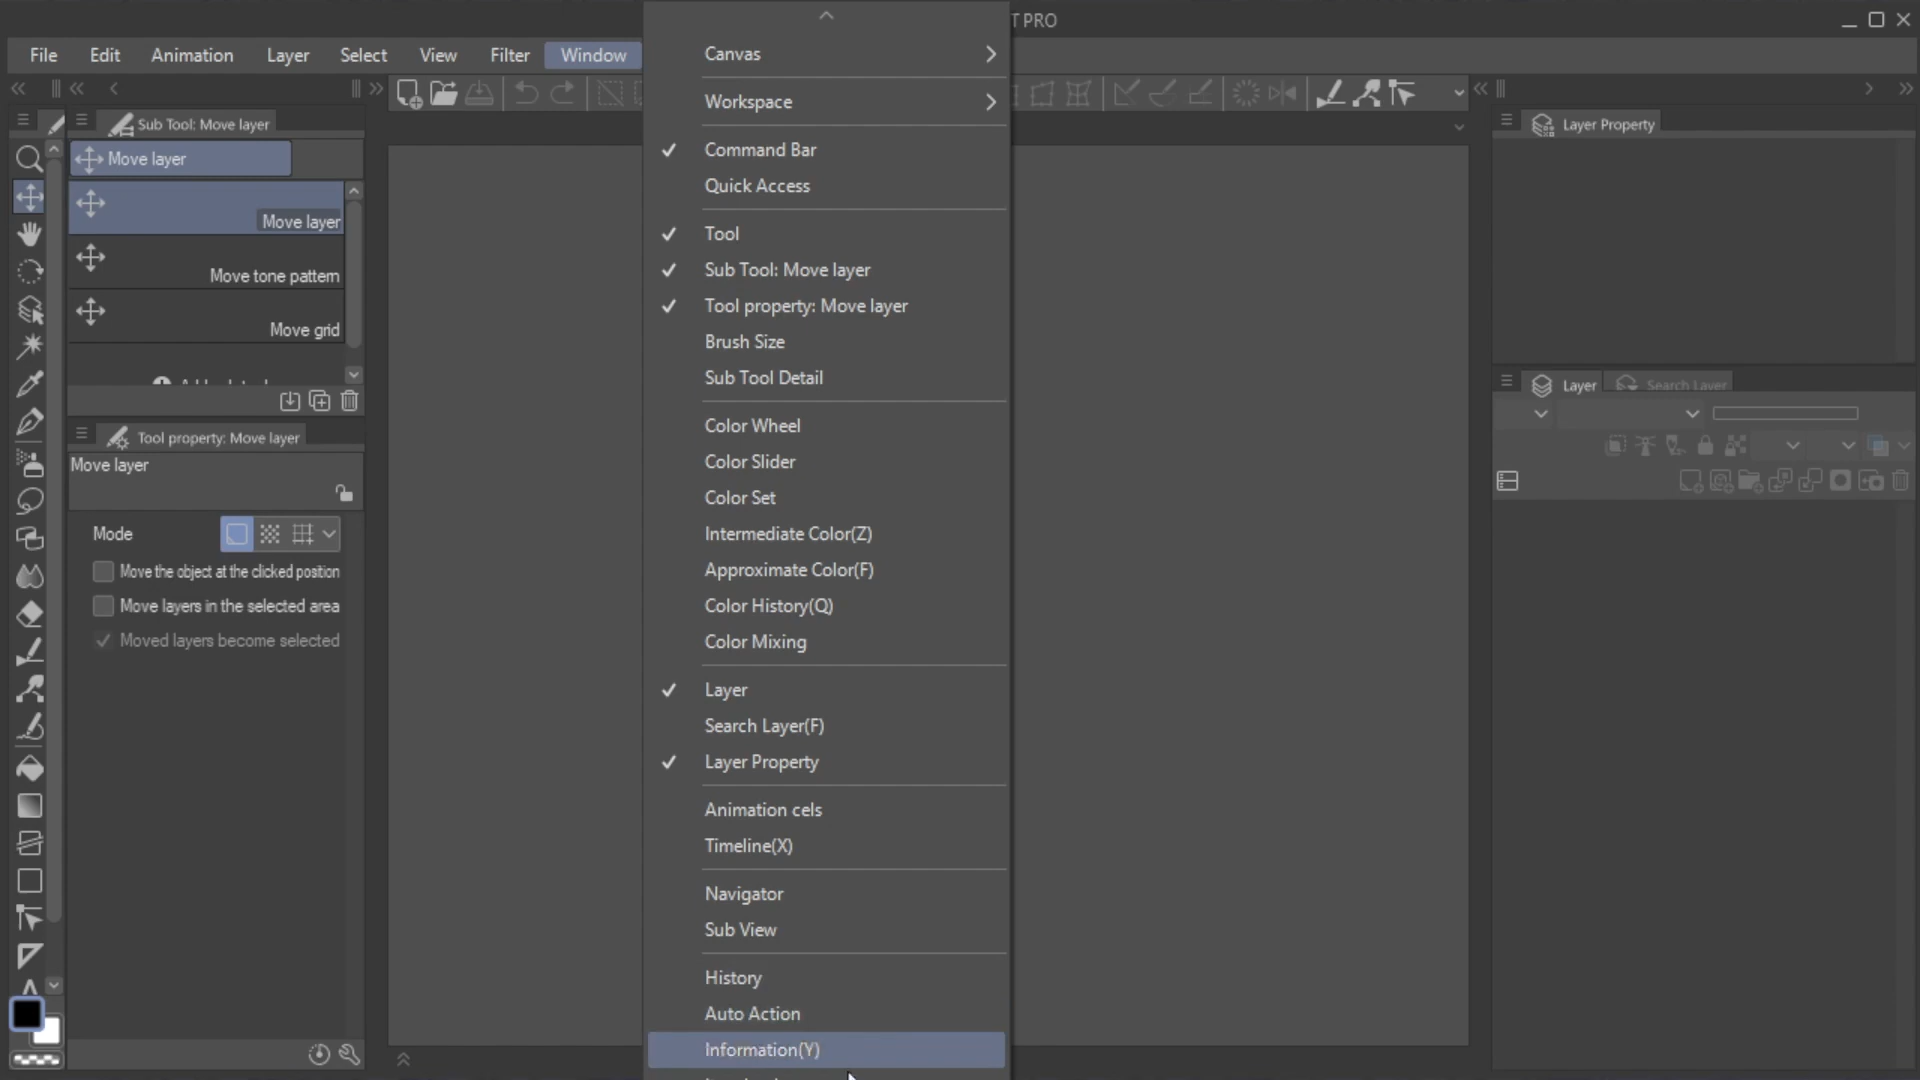 T PRO
File Edit Animation Layer Select View Filter Window
Sub Tool: Move layer
Move layer
Move layer
Move tone pattern
Move grid
Tool property: Move layer
Move layer
Mode
Move the object at the clicked position
Move layers in the selected area
Moved layers become selected
Canvas
Workspace
Command Bar
Quick Access
Tool
Sub Tool: Move layer
Tool property: Move layer
Brush Size
Sub Tool Detail
Color Wheel
Color Slider
Color Set
Intermediate Color(Z)
Approximate Color(F)
Color History(Q)
Color Mixing
Layer
Search Layer(F)
Layer Property
Animation cels
Timeline(X)
Navigator
Sub View
History
Auto Action
Information(Y)
Layer Property
Layer Search Layer